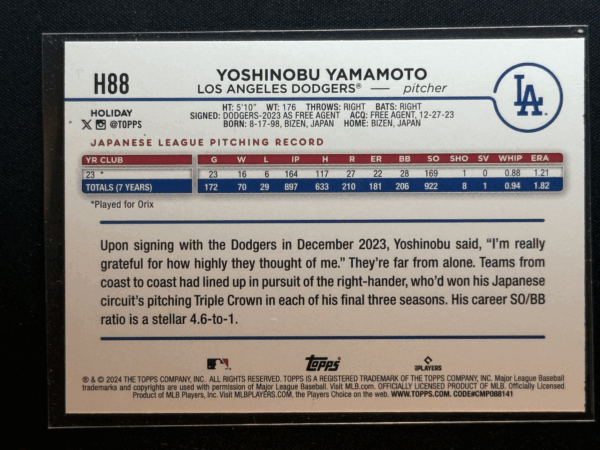 H88
YOSHINOBU YAMAMOTO
LOS ANGELES DODGERS® — pitcher
LA
HOLIDAY
X @TOPPS
HT: 5'10" WT: 176 THROWS: RIGHT BATS: RIGHT
SIGNED: DODGERS-2023 AS FREE AGENT ACQ: FREE AGENT, 12-27-23
BORN: 8-17-98, BIZEN, JAPAN HOME: BIZEN, JAPAN
JAPANESE LEAGUE PITCHING RECORD
YR CLUB G W L IP H R ER BB SO SHO SV WHIP ERA
23 * 23 16 6 164 117 27 22 28 169 1 0 0.88 1.21
TOTALS (7 YEARS) 172 70 29 897 633 210 181 206 922 8 1 0.94 1.82
*Played for Orix
Upon signing with the Dodgers in December 2023, Yoshinobu said, “I’m really
grateful for how highly they thought of me.” They’re far from alone. Teams from
coast to coast had lined up in pursuit of the right-hander, who’d won his Japanese
circuit’s pitching Triple Crown in each of his final three seasons. His career SO/BB
ratio is a stellar 4.6-to-1.
Topps
PLAYERS
® & © 2024 THE TOPPS COMPANY, INC. ALL RIGHTS RESERVED. TOPPS IS A REGISTERED TRADEMARK OF THE TOPPS COMPANY, INC. Major League Baseball
trademarks and copyrights are used with permission of Major League Baseball. Visit MLB.com. OFFICIALLY LICENSED PRODUCT OF MLB. Officially Licensed
Product of MLB Players, Inc. Visit MLBPLAYERS.COM, the Players Choice on the web. WWW.TOPPS.COM. CODE#CMP088141